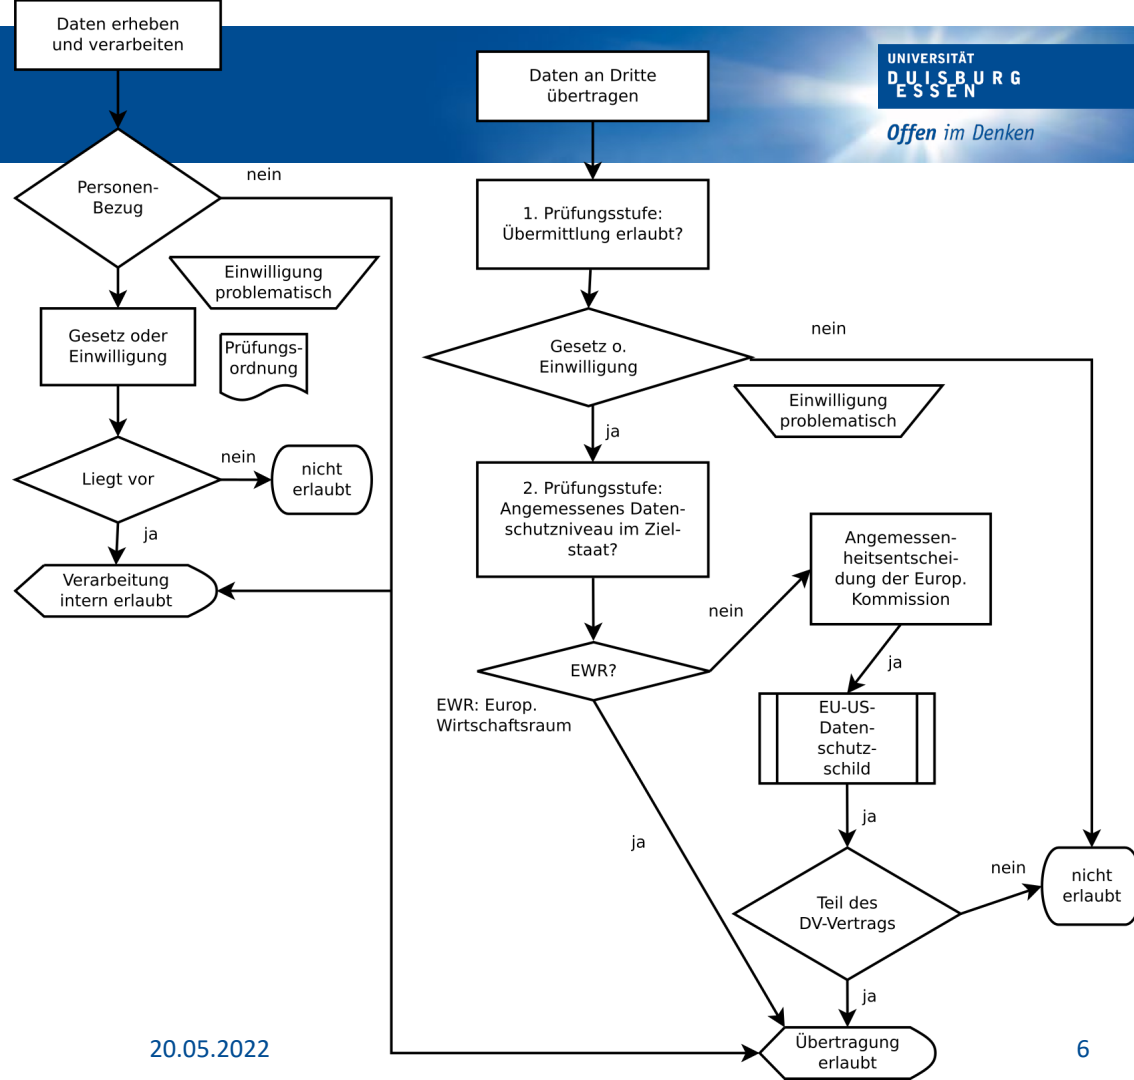 Daten erheben
und verarbeiten
UNIVERSITÄT
DUISBURG
ESSEN
Offen im Denken
Daten an Dritte
übertragen
Personen-
Bezug
nein
1. Prüfungsstufe:
Übermittlung erlaubt?
Einwilligung
problematisch
Gesetz oder
Einwilligung
Prüfungs-
ordnung
Gesetz o.
Einwilligung
nein
Einwilligung
problematisch
ja
Liegt vor
nein
nicht
erlaubt
ja
2. Prüfungsstufe:
Angemessenes Daten-
schutzniveau im Ziel-
staat?
Verarbeitung
intern erlaubt
Angemessen-
heitsentschei-
dung der Europ.
Kommission
nein
EWR?
ja
EWR: Europ.
Wirtschaftsraum
EU-US-
Daten-
schutz-
schild
ja
ja
Teil des
DV-Vertrags
nein
nicht
erlaubt
ja
Übertragung
erlaubt
20.05.2022
6